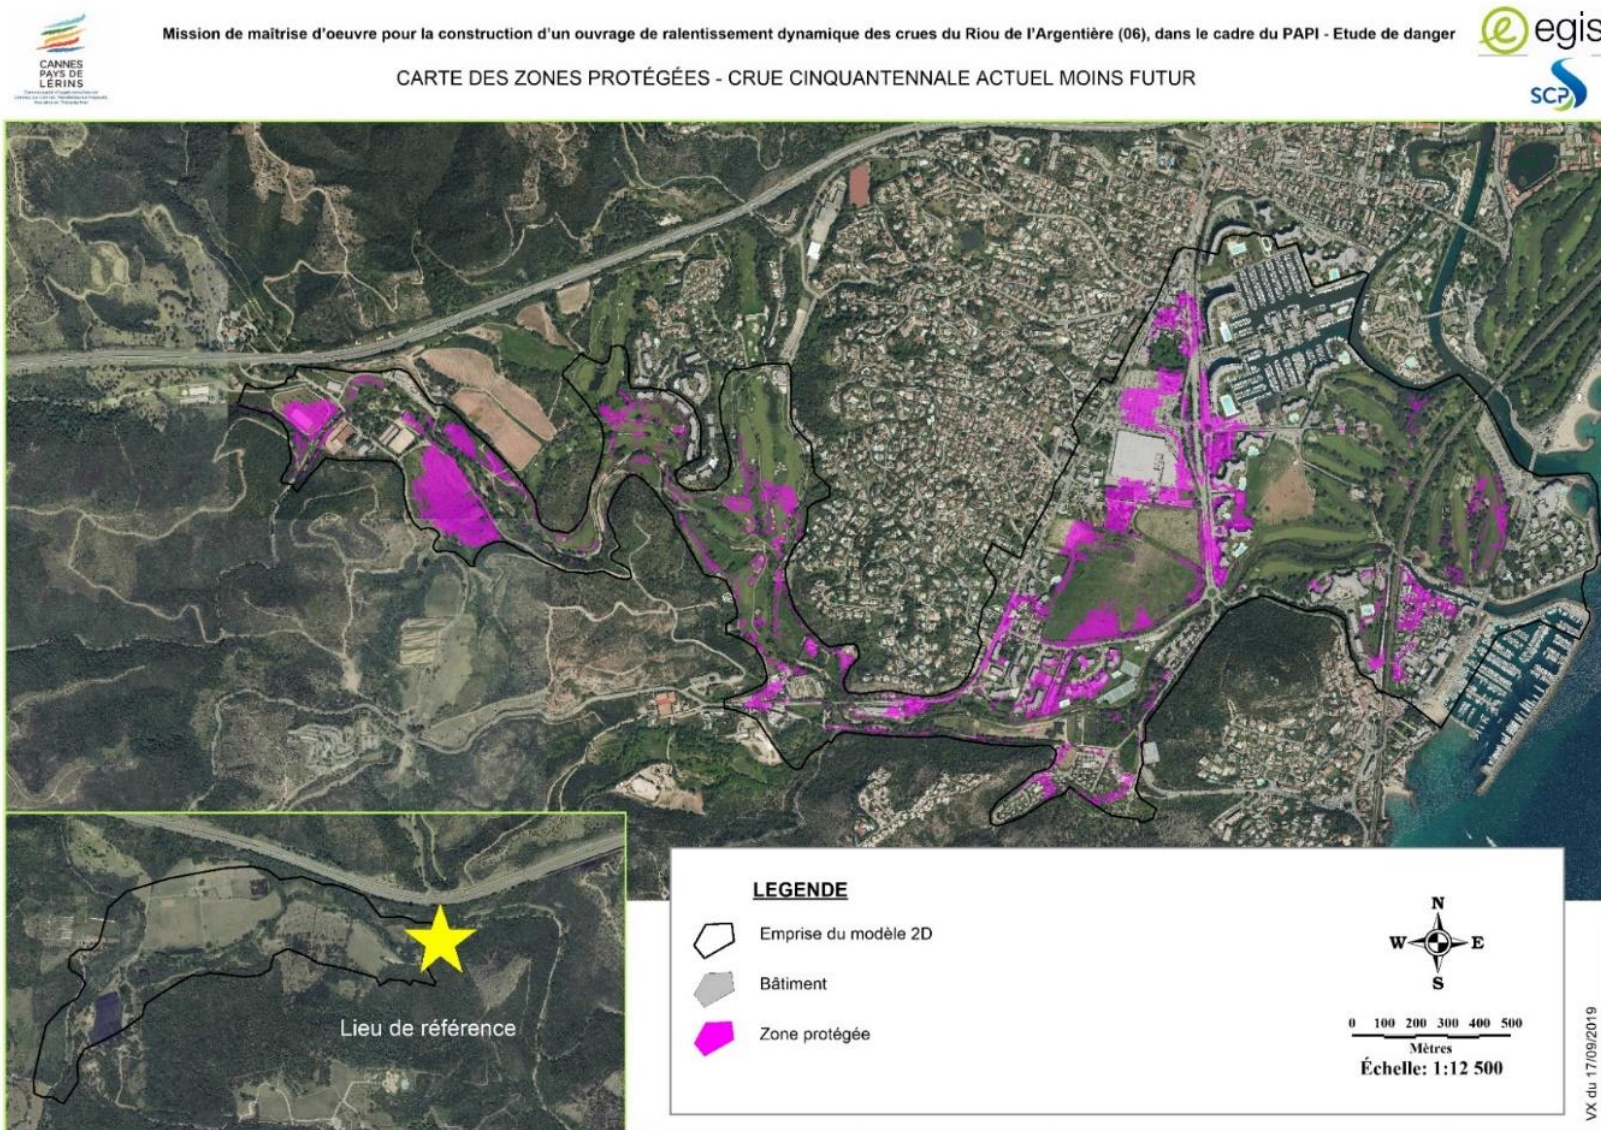 Mission de maîtrise d'oeuvre pour la construction d'un ouvrage de ralentissement dynamique des crues du Riou de l'Argentière (06), dans le cadre du PAPI - Etude de danger
egis
CANNES
PAYS DE
LÉRINS
CARTE DES ZONES PROTÉGÉES - CRUE CINQUANTENNALE ACTUEL MOINS FUTUR
SCP
Lieu de référence
LEGENDE
Emprise du modèle 2D
Bâtiment
Zone protégée
N
W E
S
0 100 200 300 400 500
Mètres
Échelle: 1:12 500
VX du 17/09/2019